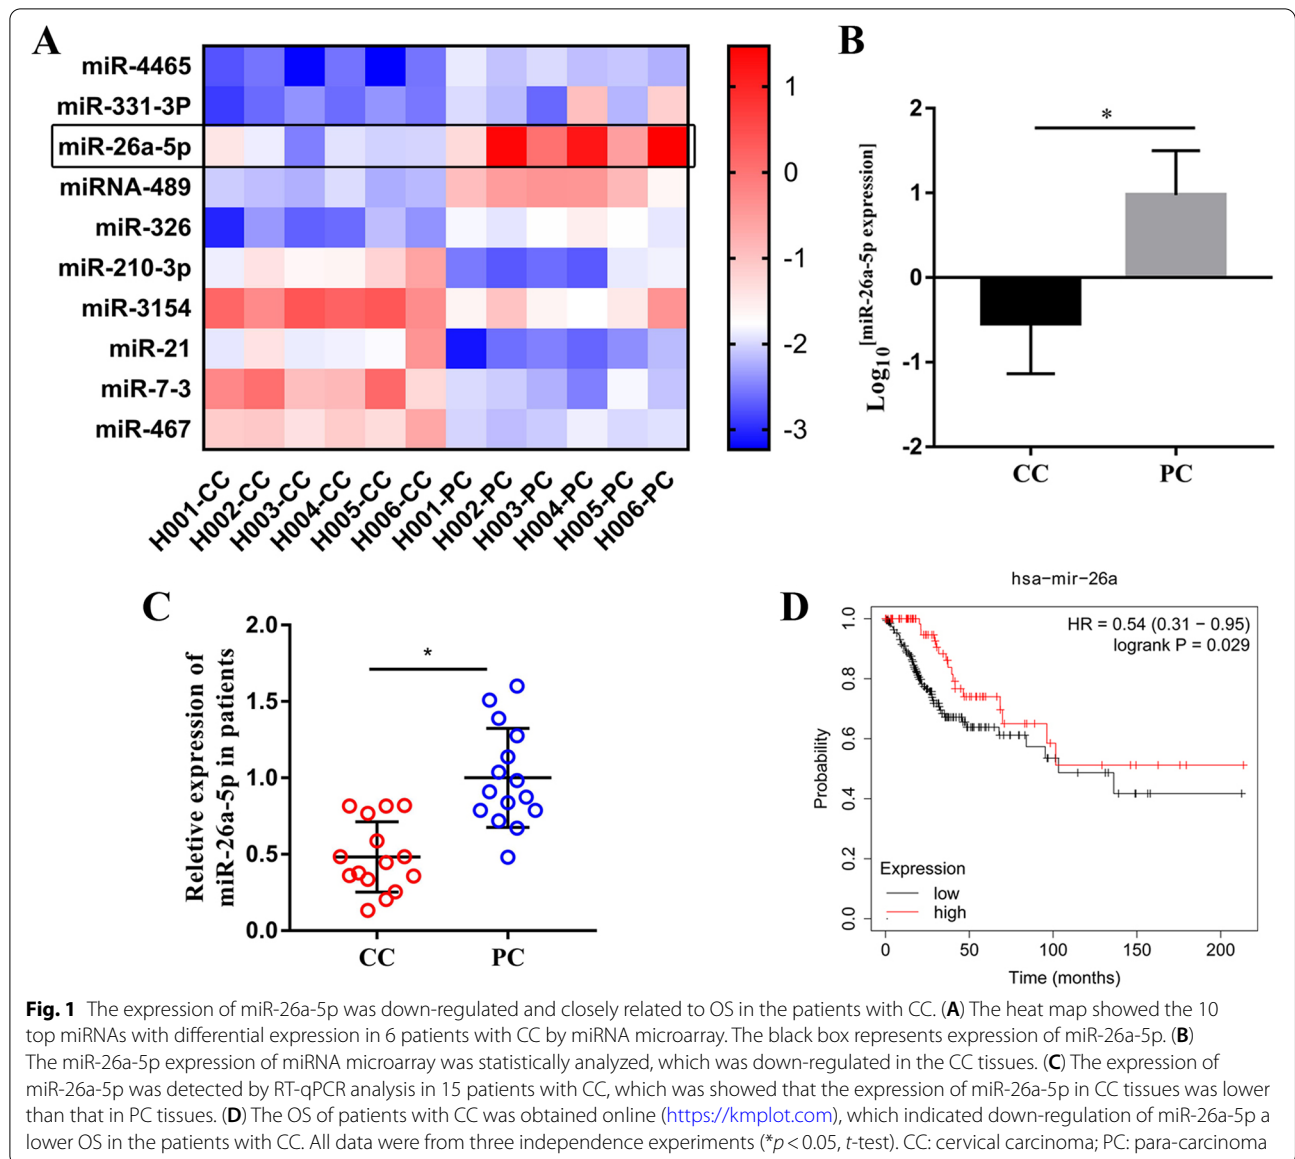 A
miR-4465
miR-331-3P
miR-26a-5p
miRNA-489
miR-326
miR-210-3p
miR-3154
miR-21
miR-7-3
miR-467
H001-CC
H002-CC
H003-CC
H004-CC
H005-CC
H006-CC
H001-PC
H002-PC
H003-PC
H004-PC
H005-PC
H006-PC
1
0
-1
-2
-3
B
Log10[miR-26a-5p expression]
2
1
0
-1
-2
*
CC
PC
C
Reletive expression of
miR-26a-5p in patients
2.0
1.5
1.0
0.5
0.0
*
CC
PC
D
hsa−mir−26a
HR = 0.54 (0.31 − 0.95)
logrank P = 0.029
Probability
1.0
0.8
0.6
0.4
0.2
0.0
Expression
low
high
0
50
100
150
200
Time (months)
Fig. 1 The expression of miR-26a-5p was down-regulated and closely related to OS in the patients with CC. (A) The heat map showed the 10
top miRNAs with differential expression in 6 patients with CC by miRNA microarray. The black box represents expression of miR-26a-5p. (B)
The miR-26a-5p expression of miRNA microarray was statistically analyzed, which was down-regulated in the CC tissues. (C) The expression of
miR-26a-5p was detected by RT-qPCR analysis in 15 patients with CC, which was showed that the expression of miR-26a-5p in CC tissues was lower
than that in PC tissues. (D) The OS of patients with CC was obtained online (https://kmplot.com), which indicated down-regulation of miR-26a-5p a
lower OS in the patients with CC. All data were from three independence experiments (*p < 0.05, t-test). CC: cervical carcinoma; PC: para-carcinoma